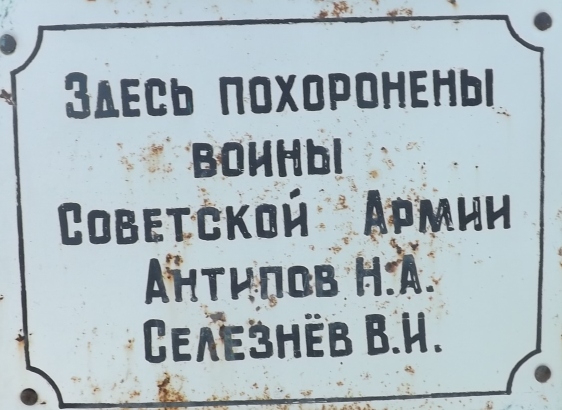 Здесь похоронены
воины
Советской Армии
Антипов Н.А.
Селезнёв В.И.